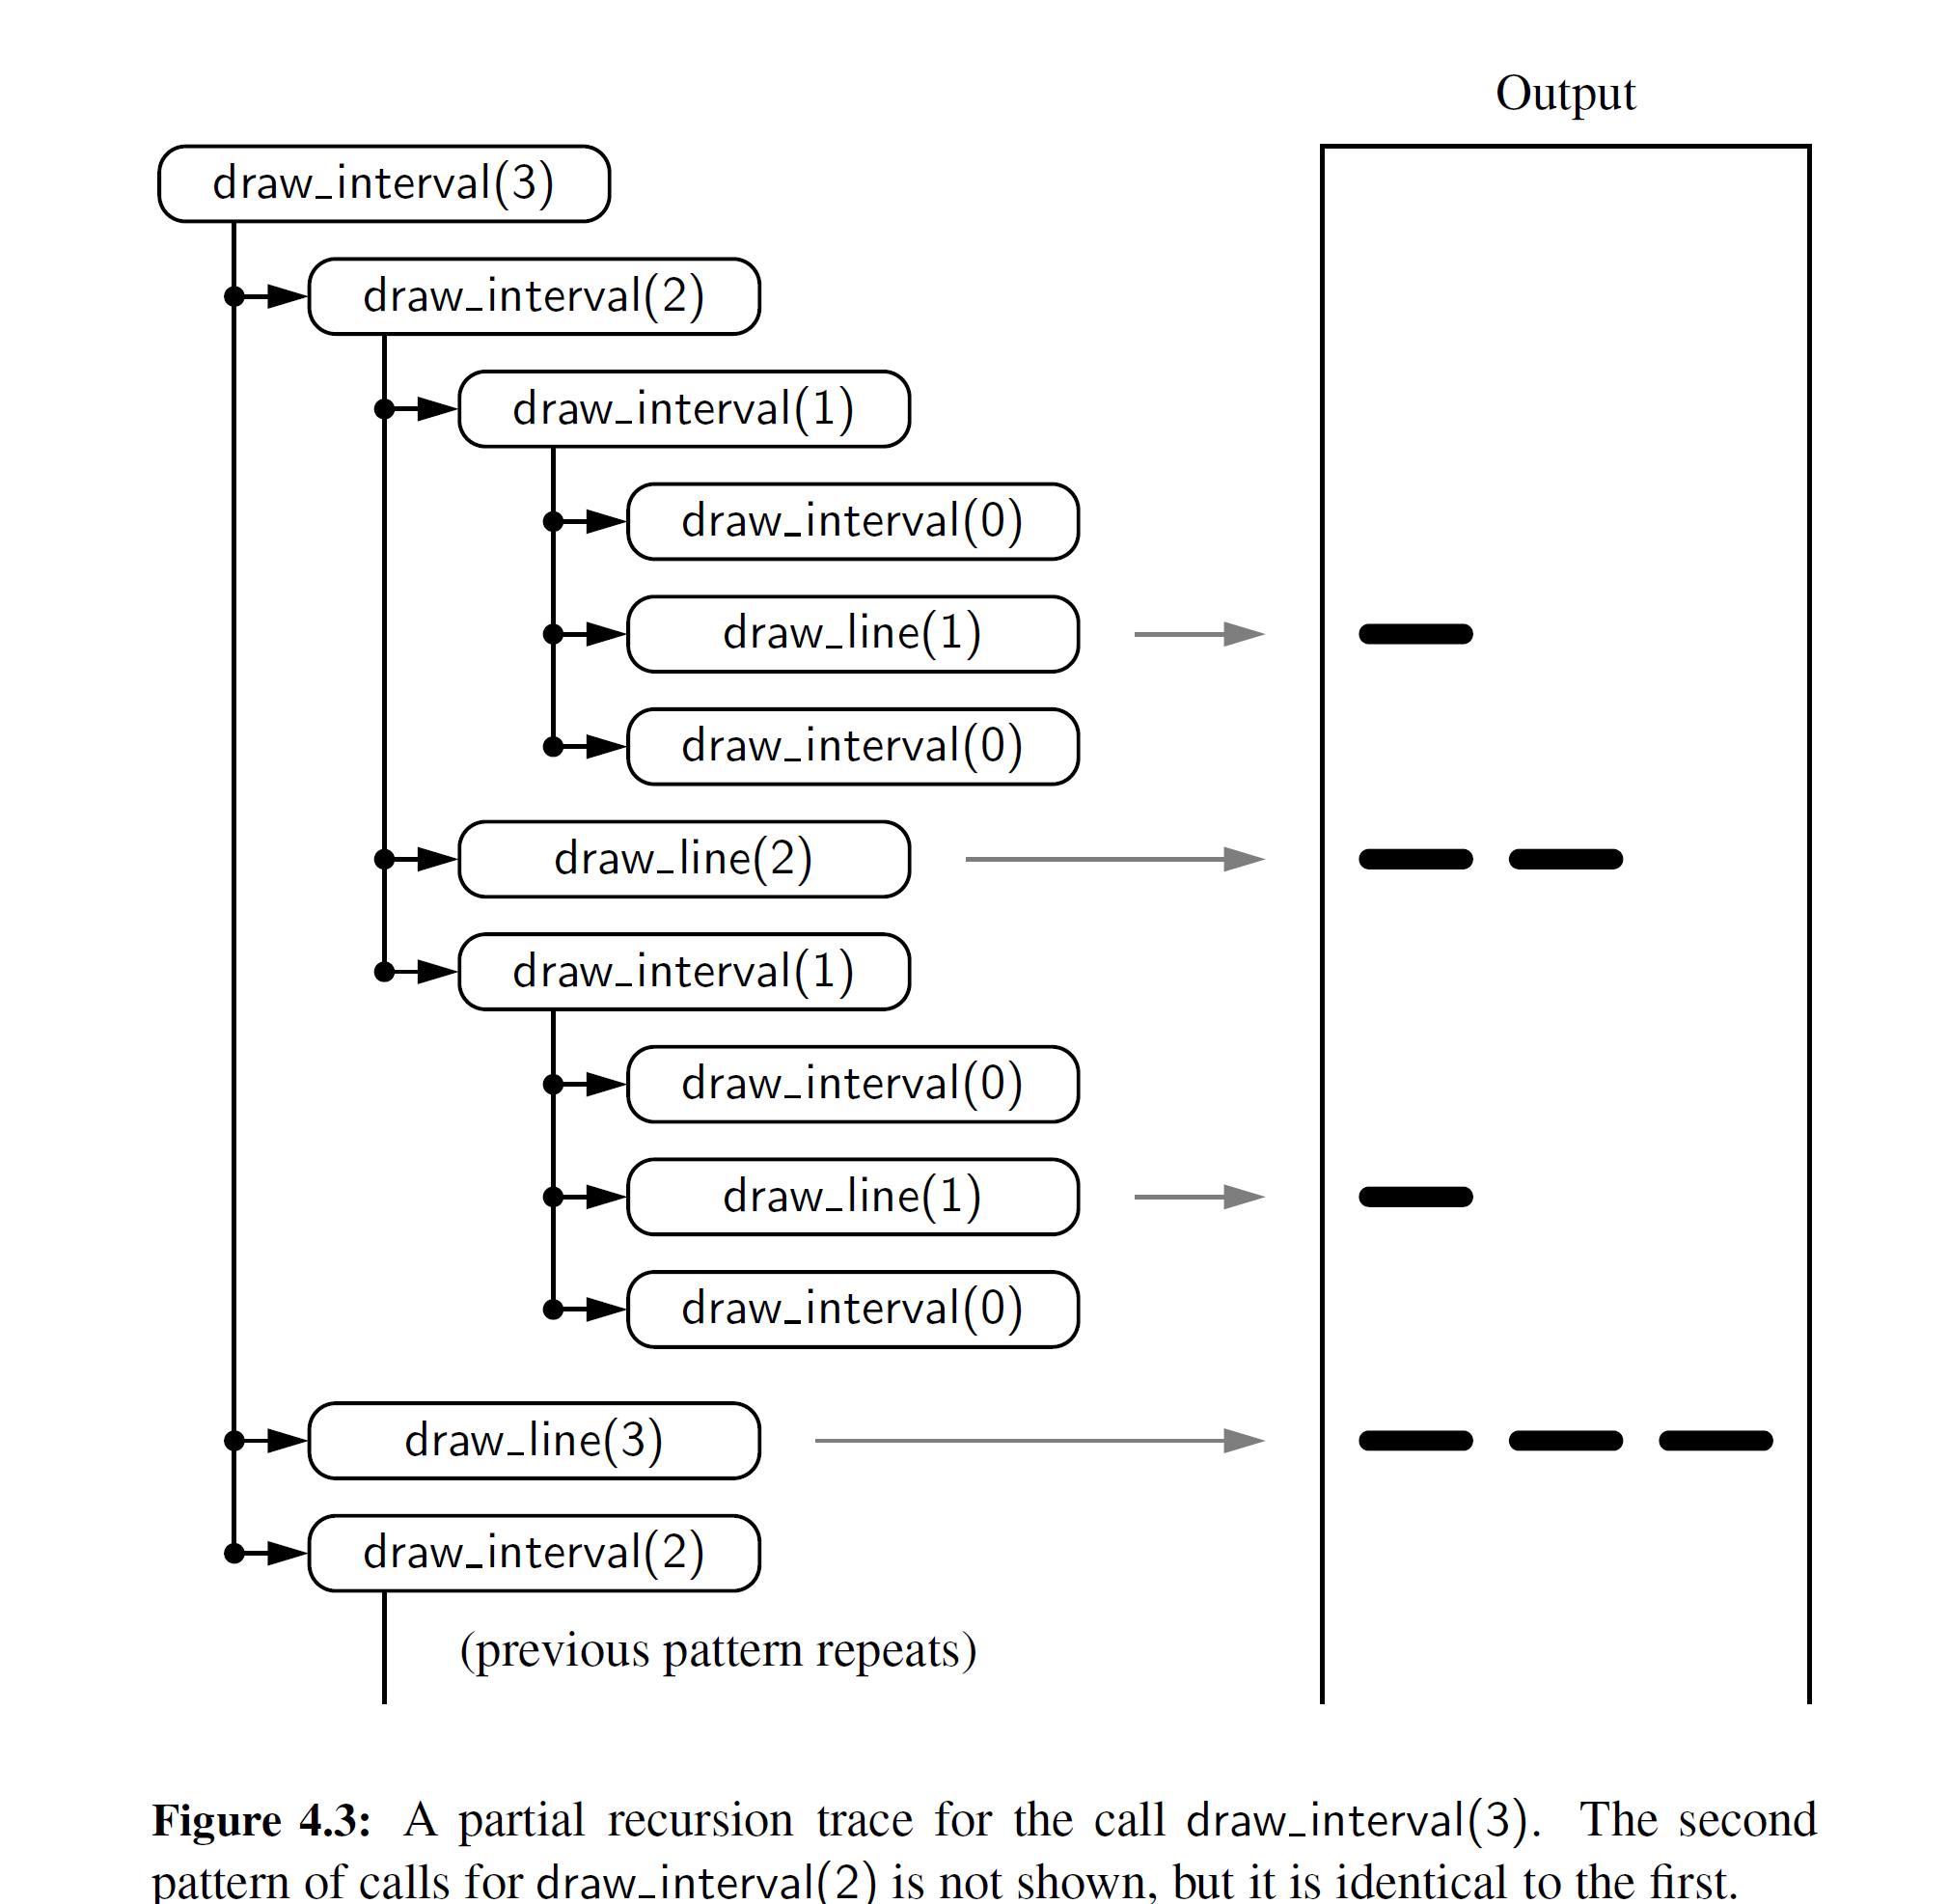 Output
draw_interval(3)
draw_interval(2)
draw_interval(1)
draw_interval(0)
draw_line(1)
draw_interval(0)
draw_line(2)
draw_interval(1)
draw_interval(0)
draw_line(1)
draw_interval(0)
draw_line(3)
draw_interval(2)
(previous pattern repeats)
Figure 4.3: A partial recursion trace for the call draw_interval(3). The second
pattern of calls for draw_interval(2) is not shown, but it is identical to the first.